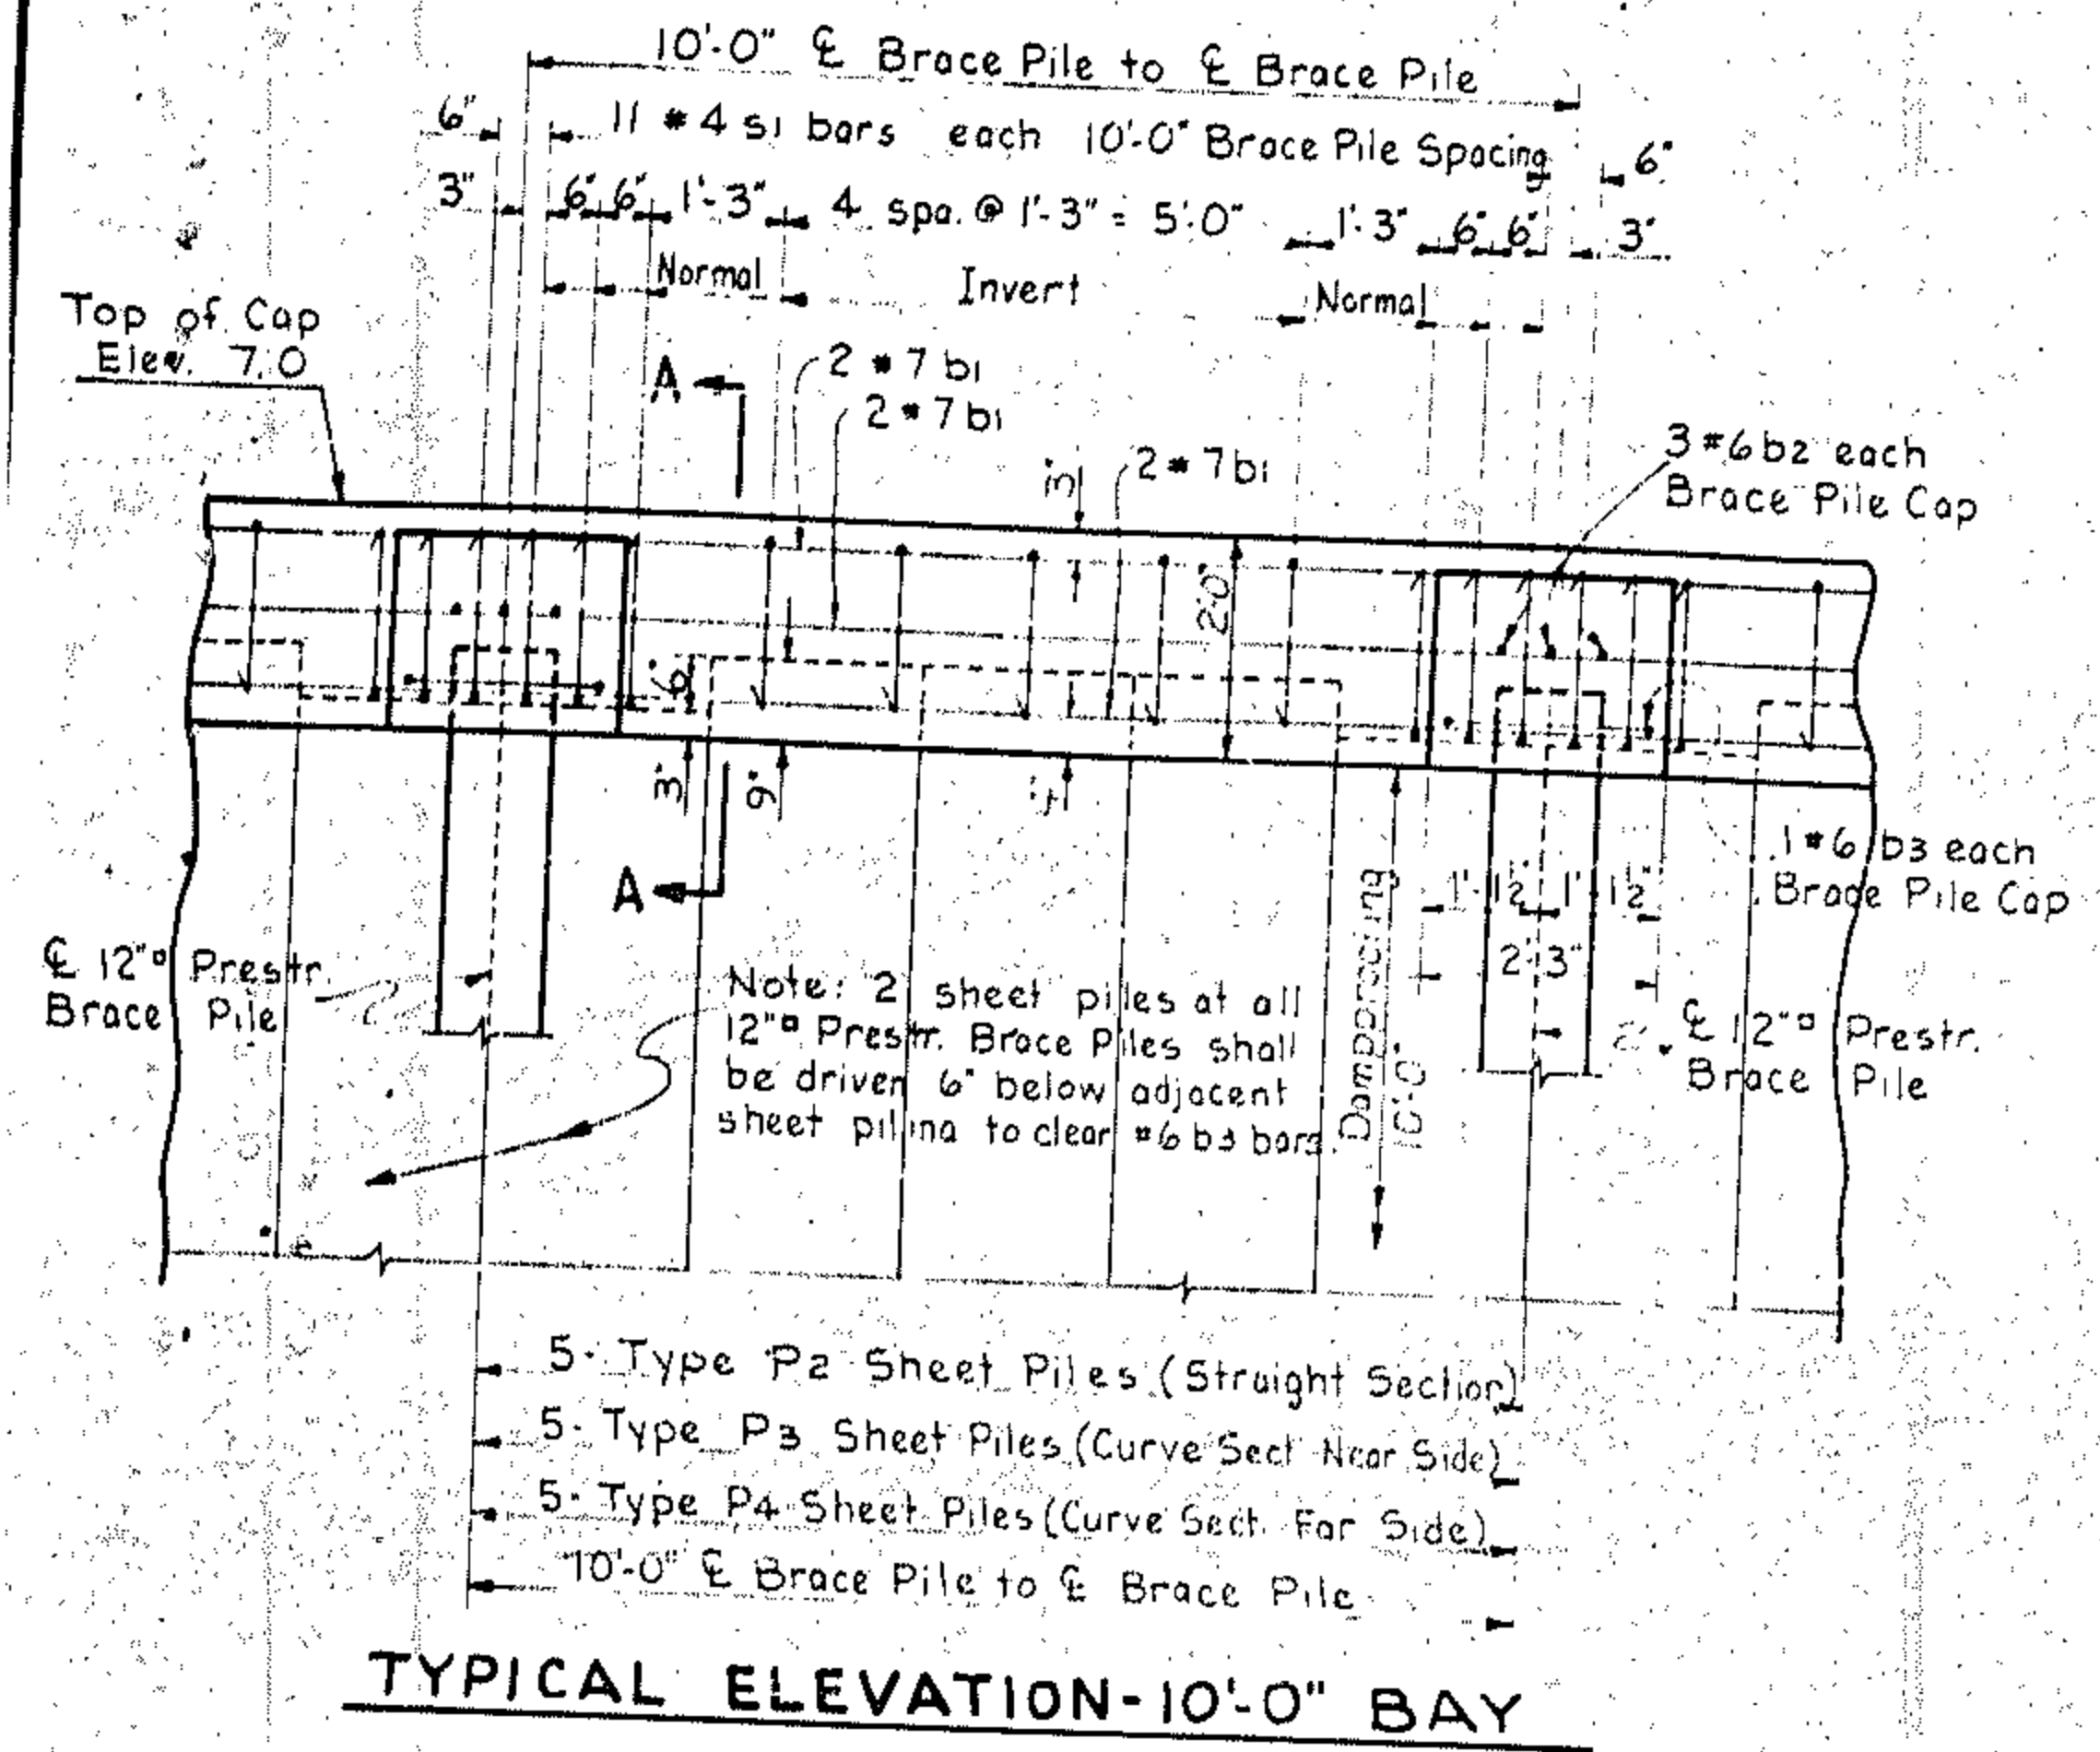 10'-0" ℄ Brace Pile to ℄ Brace Pile
6" 11 #4 s1 bars each 10'-0" Brace Pile Spacing 6"
3" 6" 6" 1'-3" 4 spa. @ 1'-3" = 5'-0" 1'-3" 6" 6" 3"
Normal Invert Normal
Top of Cap
Elev. 7.0
A
2 #7 b1
2 #7 b1
2 #7 b1
3"
3 #6 b2 each
Brace Pile Cap
2'-0"
6"
3"
9"
A
1 #6 b3 each
Brace Pile Cap
1'-1½" 1'-1½"
2'-3"
℄ 12"□ Prestr.
Brace Pile
Note: 2 sheet piles at all
12"□ Prestr. Brace Piles shall
be driven 6" below adjacent
sheet piling to clear #6 b3 bars.
Dampproofing
10'-0"
℄ 12"□ Prestr.
Brace Pile
5- Type P2 Sheet Piles (Straight Section)
5- Type P3 Sheet Piles (Curve Sect Near Side)
5- Type P4 Sheet Piles (Curve Sect. Far Side)
10'-0" ℄ Brace Pile to ℄ Brace Pile
TYPICAL ELEVATION-10'-0" BAY